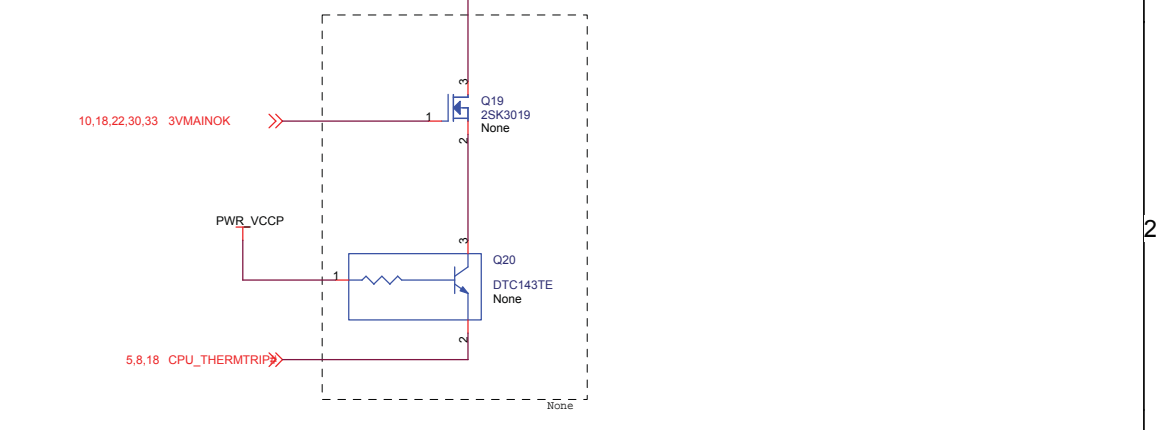 3
Q19
10,18,22,30,33 3VMAINOK
1
2SK3019
None
2
PWR_VCCP
2
3
Q20
1
DTC143TE
None
2
5,8,18 CPU_THERMTRIP#
None